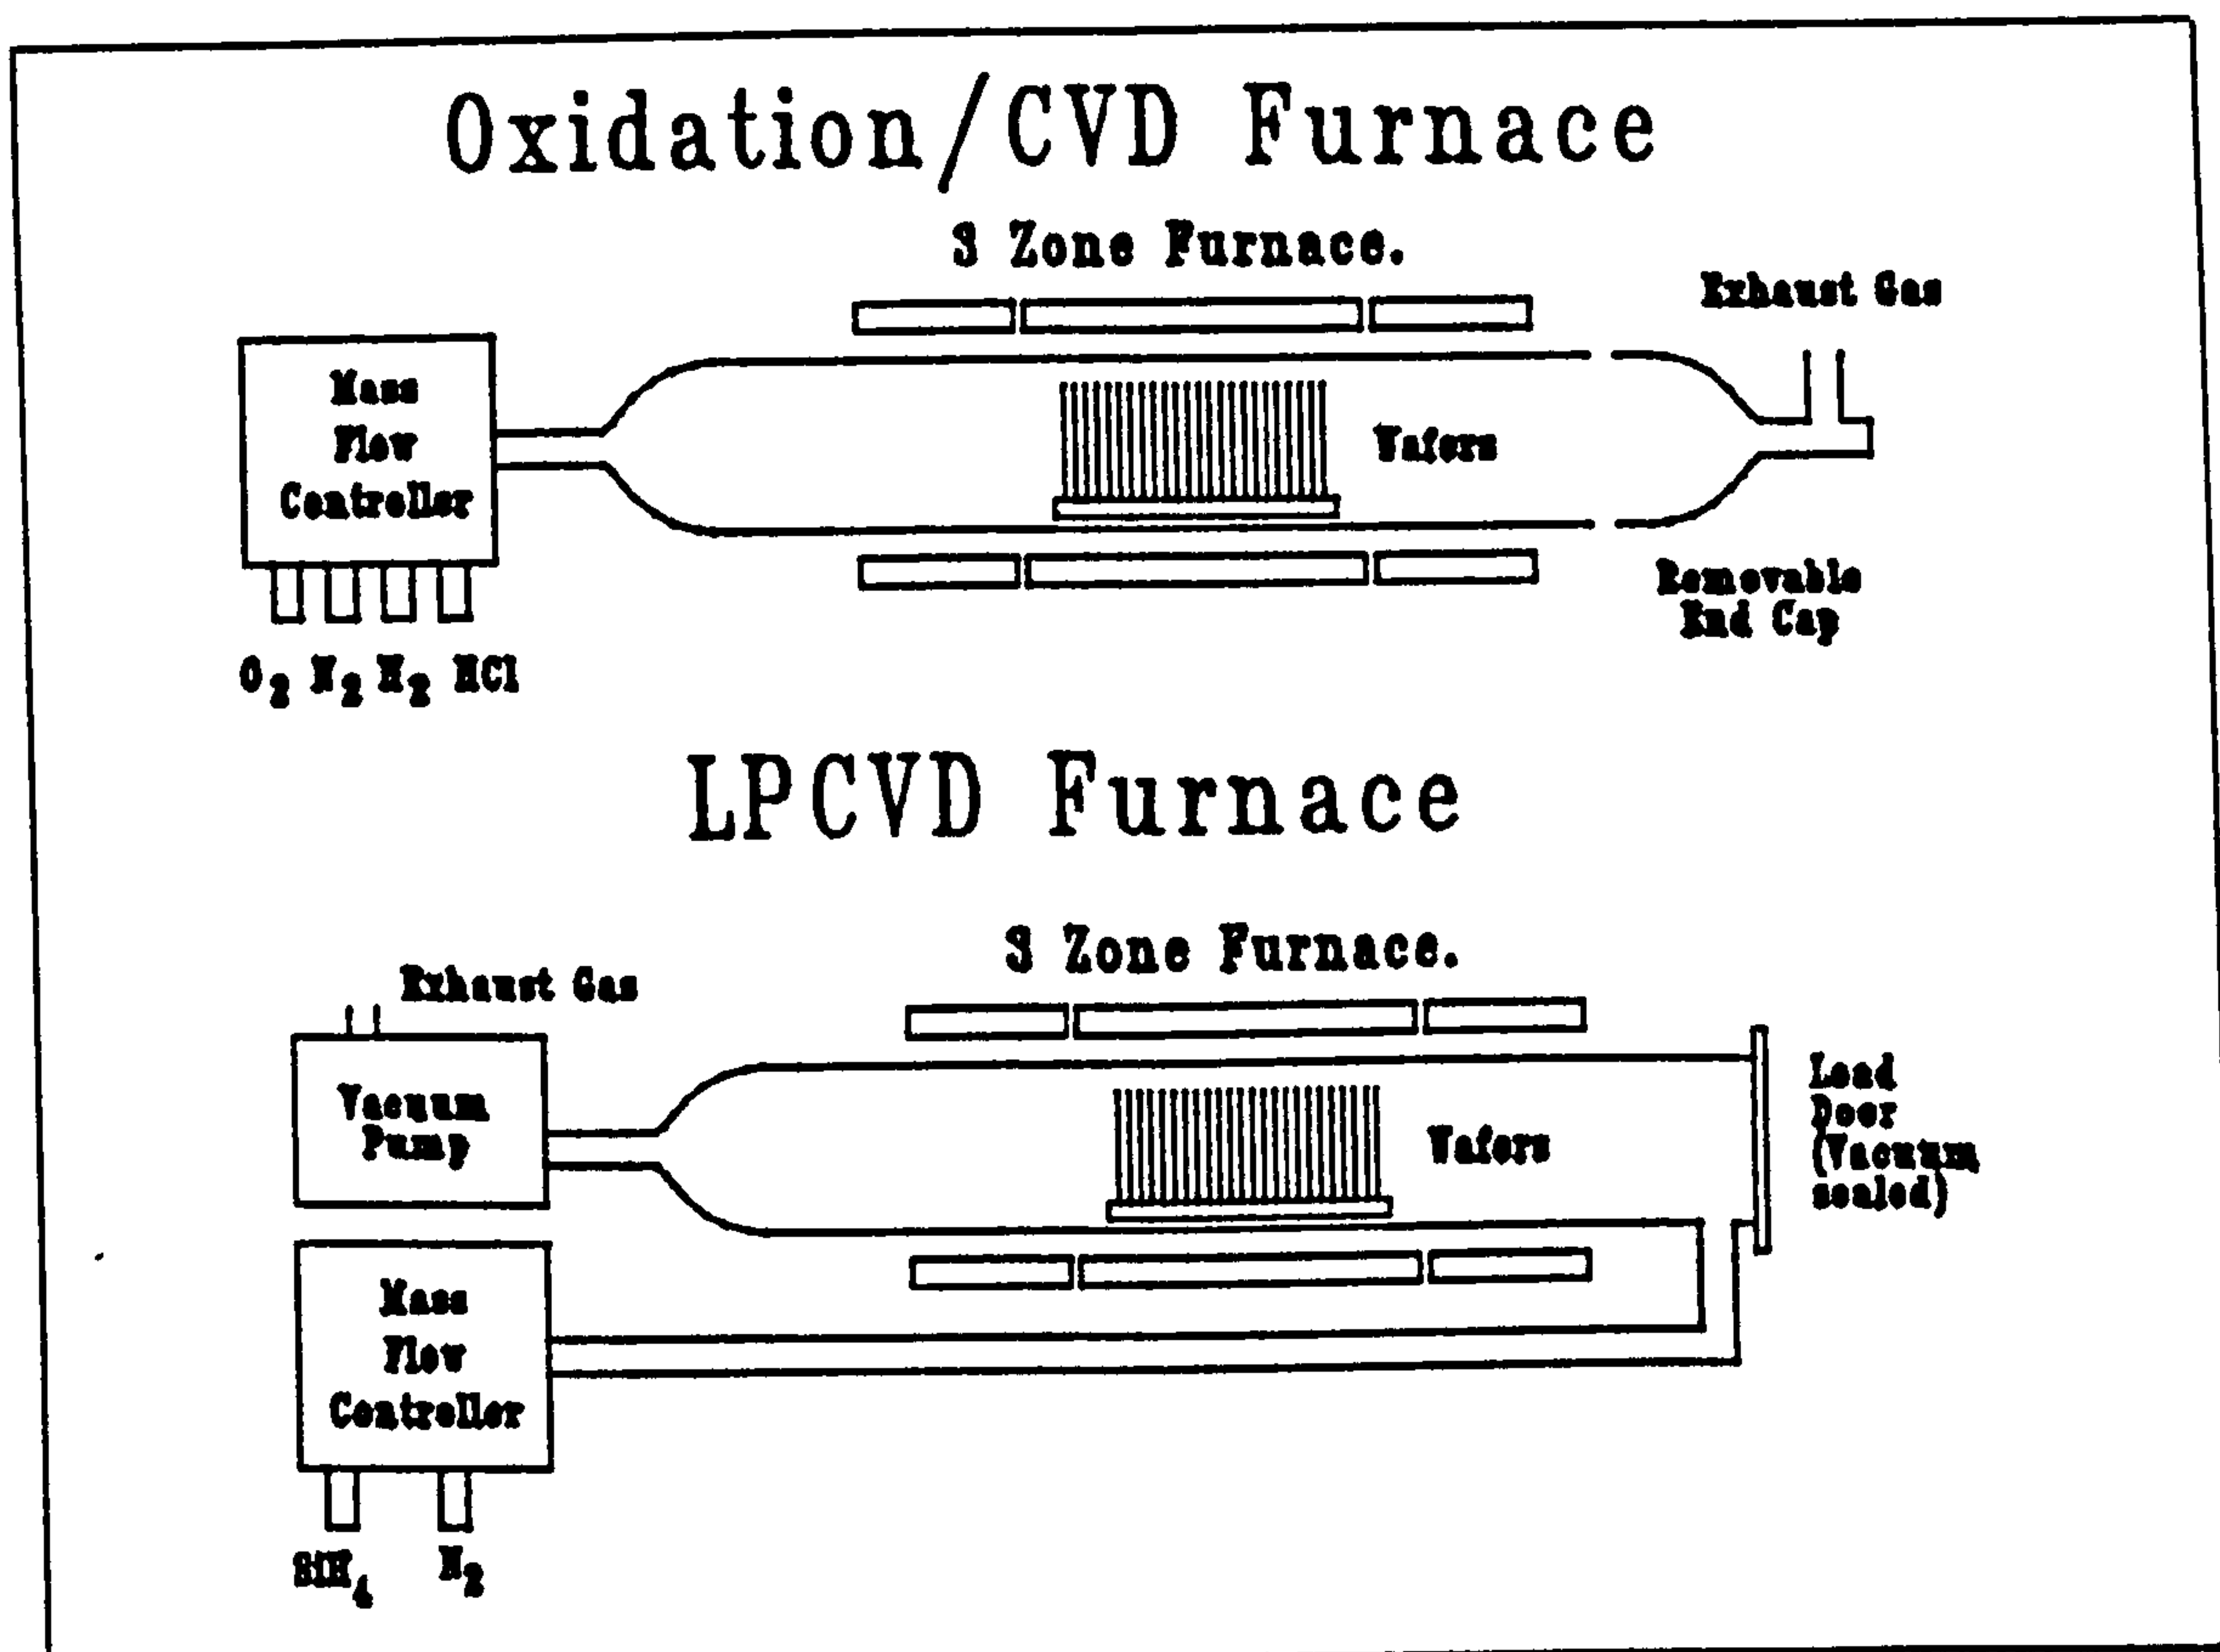 Oxidation/CVD Furnace
3 Zone Furnace.
Exhaust Gas
Mass
Flow
Controller
Wafers
Removable
End Cap
O2 N2 H2 HCl
LPCVD Furnace
3 Zone Furnace.
Exhaust Gas
Vacuum
Pump
Wafers
Load
Door
(Vacuum
sealed)
Mass
Flow
Controller
SiH4 N2